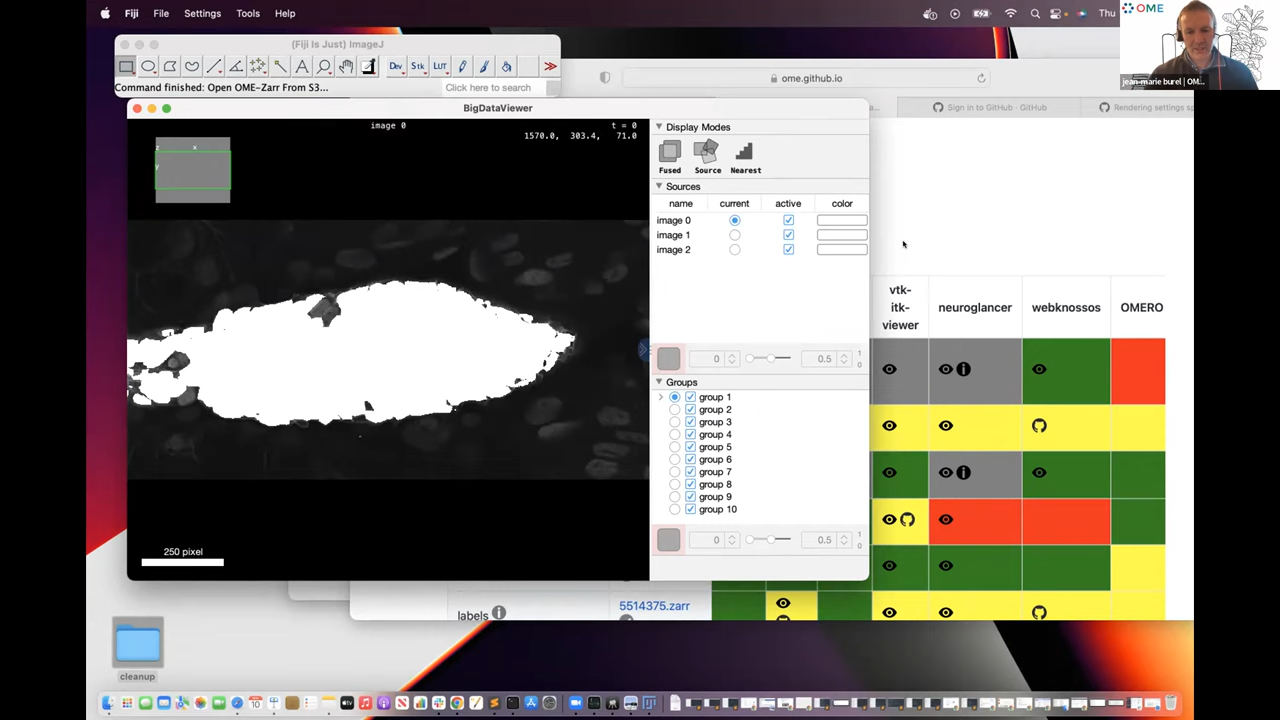 Fiji File Settings Tools Help
Thu
OME
jean-marie burel | OM...
(Fiji Is Just) ImageJ
Dev Stk LUT
Command finished: Open OME-Zarr From S3...
Click here to search
ome.github.io
Sign in to GitHub · GitHub
Rendering settings sp
BigDataViewer
image 0
t = 0
1570.0, 303.4, 71.0
z x
y
250 pixel
Display Modes
Fused Source Nearest
Sources
name current active color
image 0
image 1
image 2
0 0.5 1
0
Groups
group 1
group 2
group 3
group 4
group 5
group 6
group 7
group 8
group 9
group 10
0 0.5 1
0
vtk-
itk-
viewer
neuroglancer
webknossos
OMERO
labels
5514375.zarr
cleanup